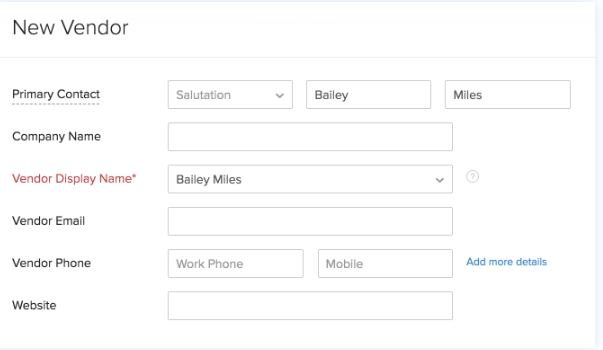 New Vendor
Primary Contact Salutation Bailey Miles
Company Name
Vendor Display Name* Bailey Miles ?
Vendor Email
Vendor Phone Work Phone Mobile Add more details
Website